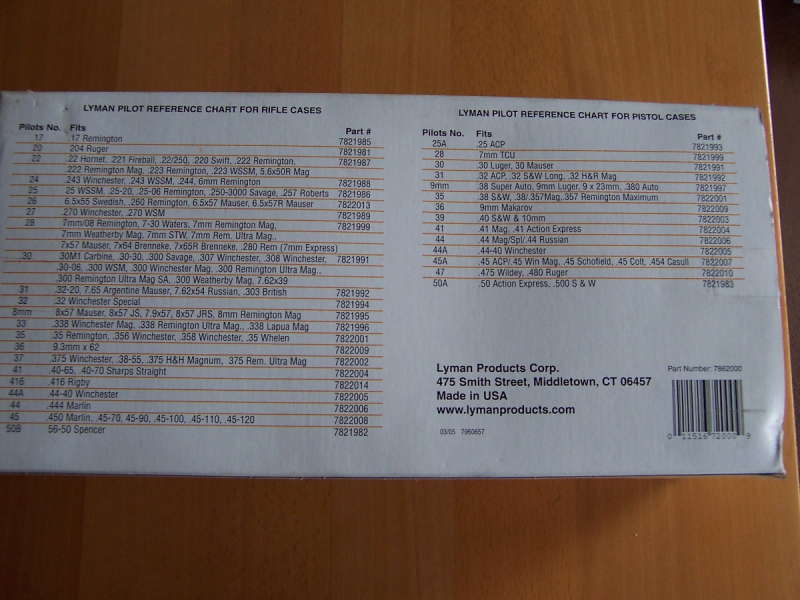 LYMAN PILOT REFERENCE CHART FOR RIFLE CASES
Pilots No. Fits Part #
17 .17 Remington 7821985
20 .204 Ruger 7821981
22 .22 Hornet, .221 Fireball, .22/250, .220 Swift, .222 Remington, 7821987
.222 Remington Mag, .223 Remington, .223 WSSM, 5.6x50R Mag
24 .243 Winchester, .243 WSSM, .244, 6mm Remington 7821988
25 25 WSSM, .25-20, .25-06 Remington, .250-3000 Savage, .257 Roberts 7821986
26 6.5x55 Swedish, .260 Remington, 6.5x57 Mauser, 6.5x57R Mauser 7822013
27 .270 Winchester, .270 WSM 7821989
28 7mm/08 Remington, 7-30 Waters, 7mm Remington Mag, 7821999
7mm Weatherby Mag, 7mm STW, 7mm Rem. Ultra Mag.,
7x57 Mauser, 7x64 Brenneke, 7x65R Brenneke, .280 Rem (7mm Express)
.30 30M1 Carbine, .30-30, .300 Savage, .307 Winchester, .308 Winchester, 7821991
.30-06, .300 WSM, .300 Winchester Mag, .300 Remington Ultra Mag.,
.300 Remington Ultra Mag SA, .300 Weatherby Mag, 7.62x39
31 .32-20, 7.65 Argentine Mauser, 7.62x54 Russian, .303 British 7821992
32 .32 Winchester Special 7821994
8mm 8x57 Mauser, 8x57 JS, 7.9x57, 8x57 JRS, 8mm Remington Mag 7821995
33 .338 Winchester Mag, .338 Remington Ultra Mag., .338 Lapua Mag 7821996
35 .35 Remington, .356 Winchester, .358 Winchester, .35 Whelen 7822001
36 9.3mm x 62 7822009
37 .375 Winchester, .38-55, .375 H&H Magnum, .375 Rem. Ultra Mag 7822002
41 .40-65, .40-70 Sharps Straight 7822004
416 .416 Rigby 7822014
44A .44-40 Winchester 7822005
44 .444 Marlin 7822006
45 .450 Marlin, .45-70, .45-90, .45-100, .45-110, .45-120 7822008
50B 56-50 Spencer 7821982
LYMAN PILOT REFERENCE CHART FOR PISTOL CASES
Pilots No. Fits Part #
25A .25 ACP 7821993
28 7mm TCU 7821999
30 .30 Luger, .30 Mauser 7821991
31 .32 ACP, .32 S&W Long, .32 H&R Mag 7821992
9mm .38 Super Auto, 9mm Luger, 9 x 23mm, .380 Auto 7821997
35 .38 S&W, .38/.357Mag, .357 Remington Maximum 7822001
36 9mm Makarov 7822009
39 .40 S&W & 10mm 7822003
41 .41 Mag, .41 Action Express 7822004
44 .44 Mag/Spl/.44 Russian 7822006
44A .44-40 Winchester 7822005
45A .45 ACP/.45 Win Mag, .45 Schofield, .45 Colt, .454 Casull 7822007
47 .475 Wildey, .480 Ruger 7822010
50A .50 Action Express, .500 S & W 7821983
Lyman Products Corp.
475 Smith Street, Middletown, CT 06457
Made in USA
www.lymanproducts.com
03/05 7960657
Part Number: 7862000
0 11516 72000 9